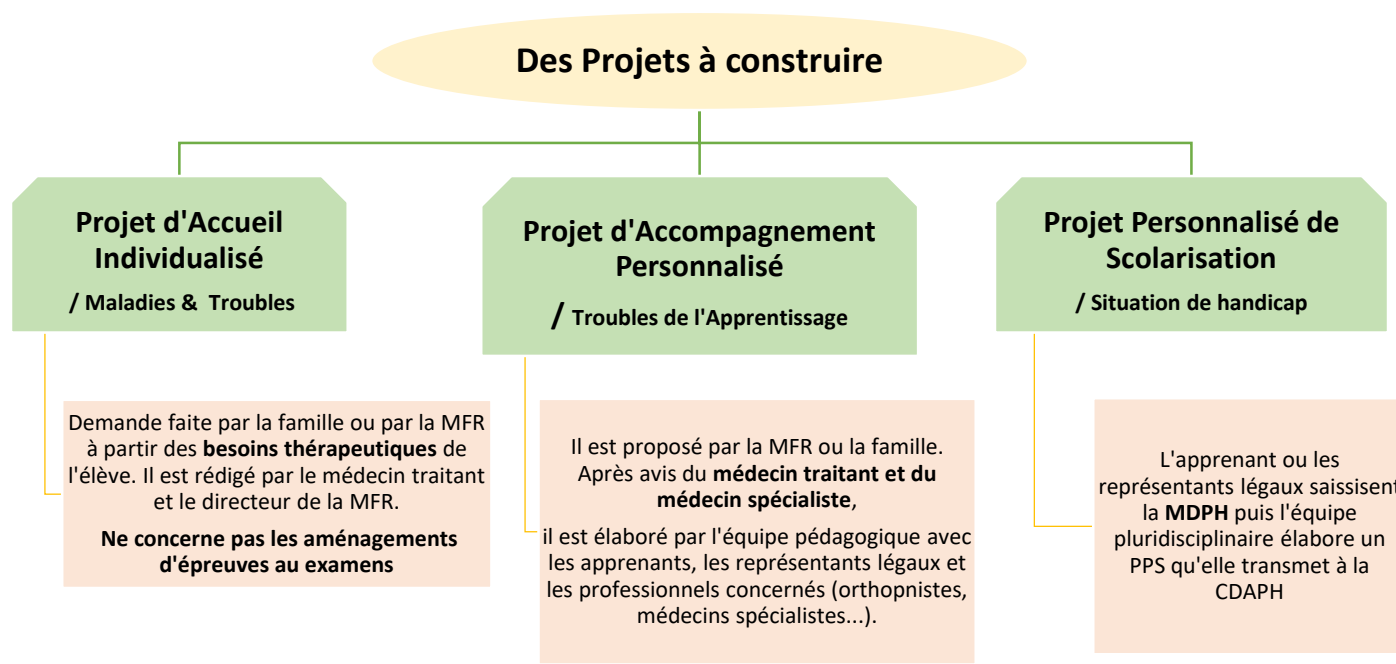 Des Projets à construire
Projet d'Accueil
Individualisé
/ Maladies & Troubles
Projet d'Accompagnement
Personnalisé
/ Troubles de l'Apprentissage
Projet Personnalisé de
Scolarisation
/ Situation de handicap
Demande faite par la famille ou par la MFR
à partir des besoins thérapeutiques de
l'élève. Il est rédigé par le médecin traitant
et le directeur de la MFR.
Ne concerne pas les aménagements
d'épreuves au examens
Il est proposé par la MFR ou la famille.
Après avis du médecin traitant et du
médecin spécialiste,
il est élaboré par l'équipe pédagogique avec
les apprenants, les représentants légaux et
les professionnels concernés (orthopnistes,
médecins spécialistes...).
L'apprenant ou les
représentants légaux saisissent
la MDPH puis l'équipe
pluridisciplinaire élabore un
PPS qu'elle transmet à la
CDAPH